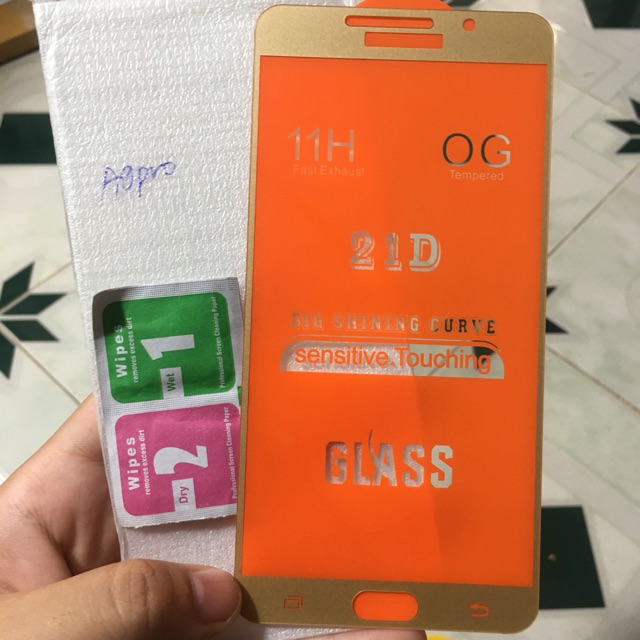 A9pro
11H
Fast Exhaust
OG
Tempered
21D
BIG SHINING CURVE
sensitive Touching
GLASS
Wipes
removes excess dirt
1
Wet
Professional Screen Cleaning Paper
Wipes
removes excess dirt
2
Dry
Professional Screen Cleaning Paper